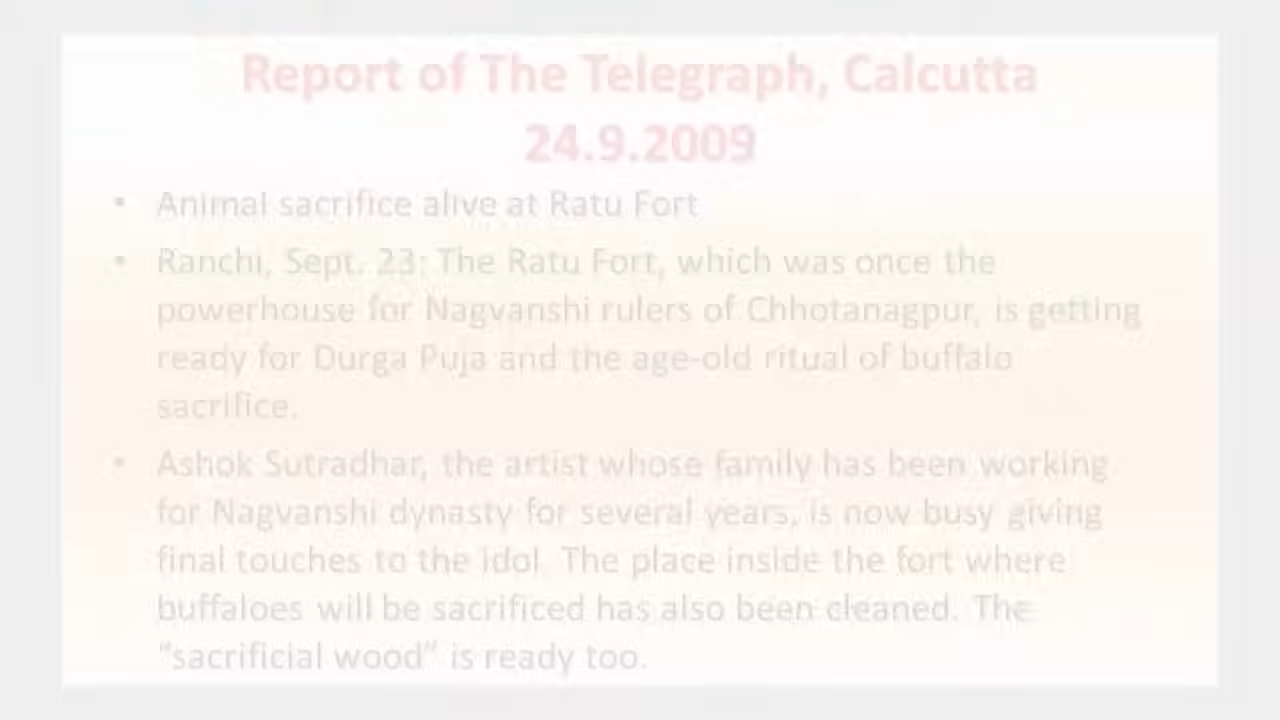 Report of The Telegraph, Calcutta
24.9.2009
• Animal sacrifice alive at Ratu Fort
• Ranchi, Sept. 23: The Ratu Fort, which was once the
powerhouse for Nagvanshi rulers of Chhotanagpur, is getting
ready for Durga Puja and the age-old ritual of buffalo
sacrifice.
• Ashok Sutradhar, the artist whose family has been working
for Nagvanshi dynasty for several years, is now busy giving
final touches to the idol. The place inside the fort where
buffaloes will be sacrificed has also been cleaned. The
“sacrificial wood” is ready too.